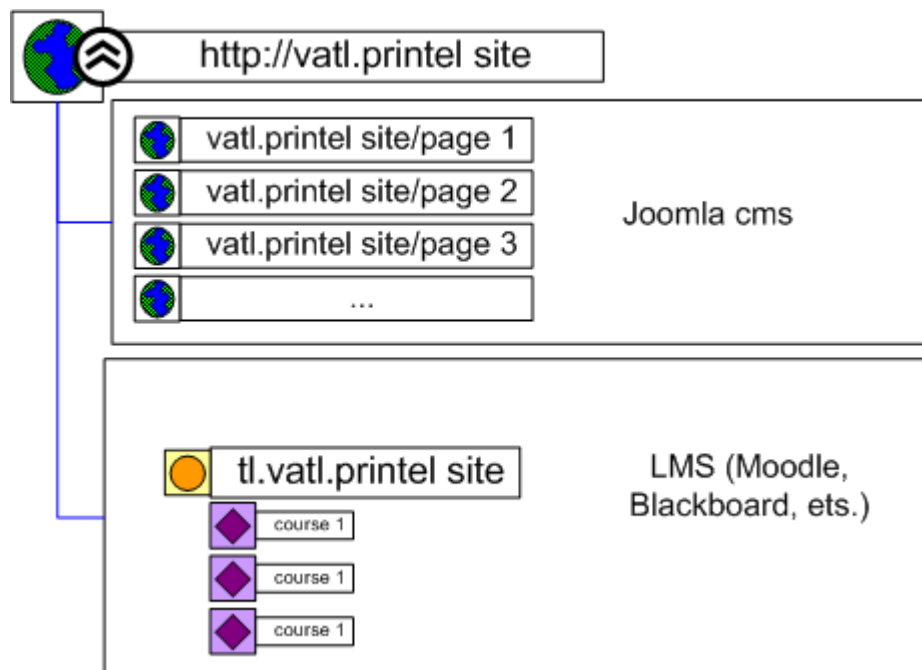 http://vatl.printel site
vatl.printel site/page 1
vatl.printel site/page 2
vatl.printel site/page 3
...
Joomla cms
tl.vatl.printel site
course 1
course 1
course 1
LMS (Moodle,
Blackboard, ets.)